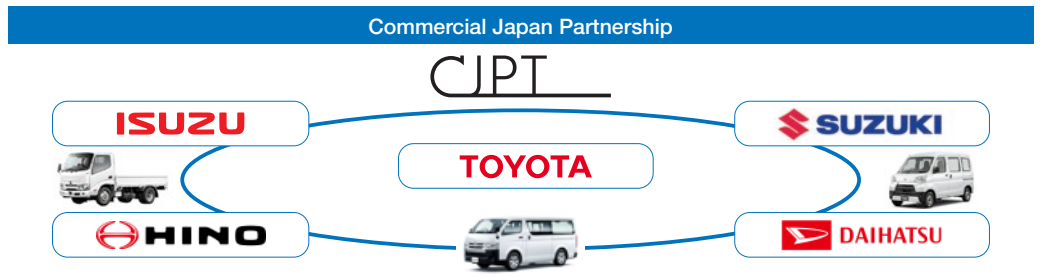 Commercial Japan Partnership
CJPT
ISUZU
SUZUKI
TOYOTA
HINO
DAIHATSU